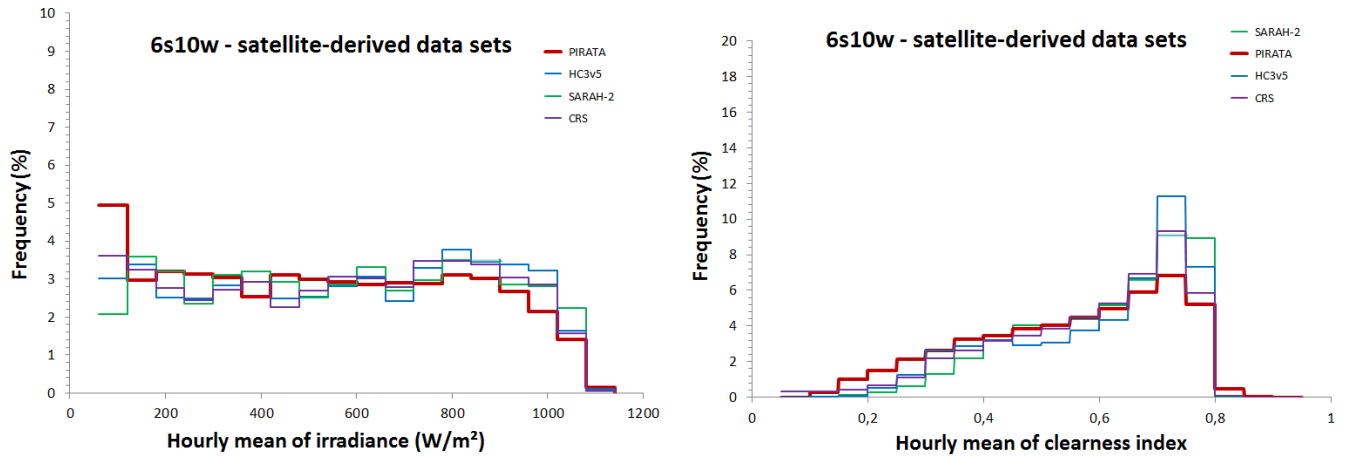 6s10w - satellite-derived data sets
PIRATA
HC3v5
SARAH-2
CRS
Frequency (%)
10
9
8
7
6
5
4
3
2
1
0
0 200 400 600 800 1000 1200
Hourly mean of irradiance (W/m²)
6s10w - satellite-derived data sets
SARAH-2
PIRATA
HC3v5
CRS
Frequency (%)
20
18
16
14
12
10
8
6
4
2
0
0 0,2 0,4 0,6 0,8 1
Hourly mean of clearness index